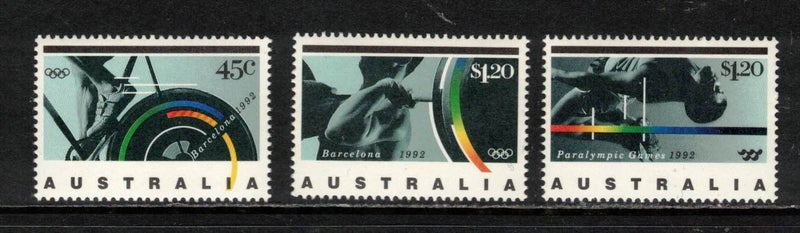 45c
Barcelona 1992
AUSTRALIA
$1.20
Barcelona 1992
AUSTRALIA
$1.20
Paralympic Games 1992
AUSTRALIA